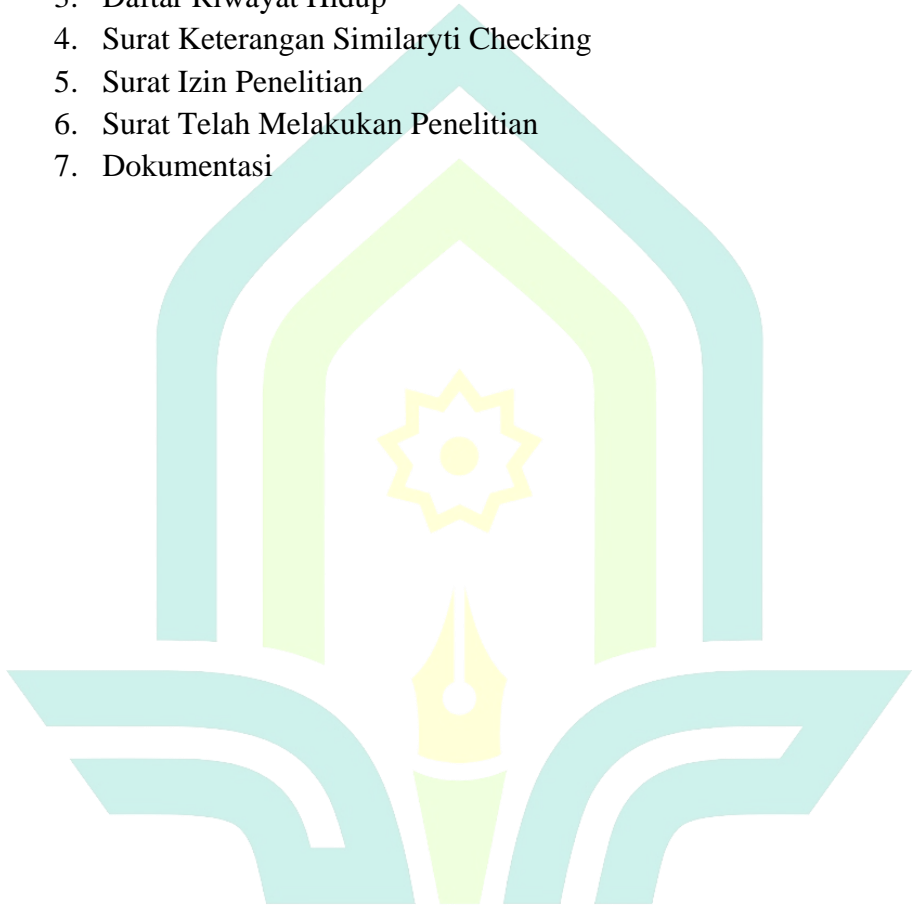 3. Daftar Riwayat Hidup
4. Surat Keterangan Similaryti Checking
5. Surat Izin Penelitian
6. Surat Telah Melakukan Penelitian
7. Dokumentasi